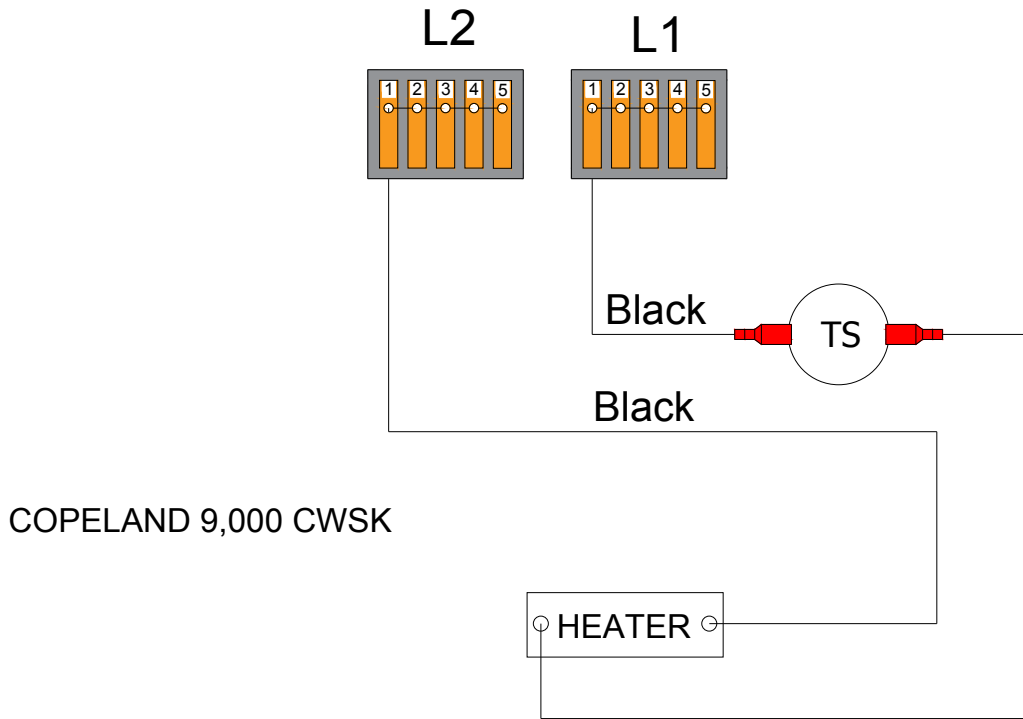 L2 L1
1 2 3 4 5 1 2 3 4 5
Black
TS
Black
COPELAND 9,000 CWSK
HEATER